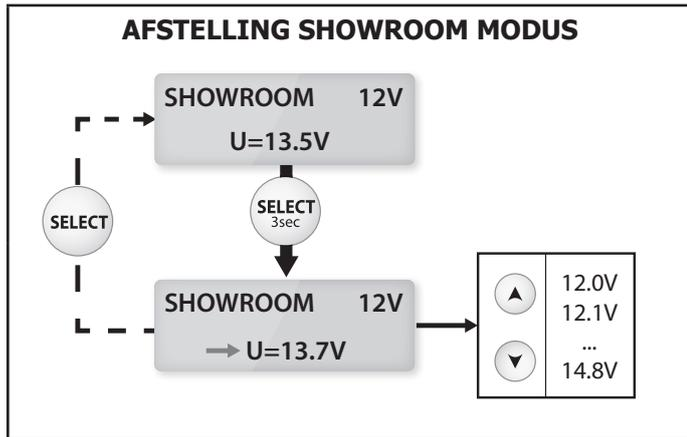 AFSTELLING SHOWROOM MODUS
SHOWROOM 12V
U=13.5V
SELECT
SELECT
3sec
SHOWROOM 12V
U=13.7V
12.0V
12.1V
...
14.8V